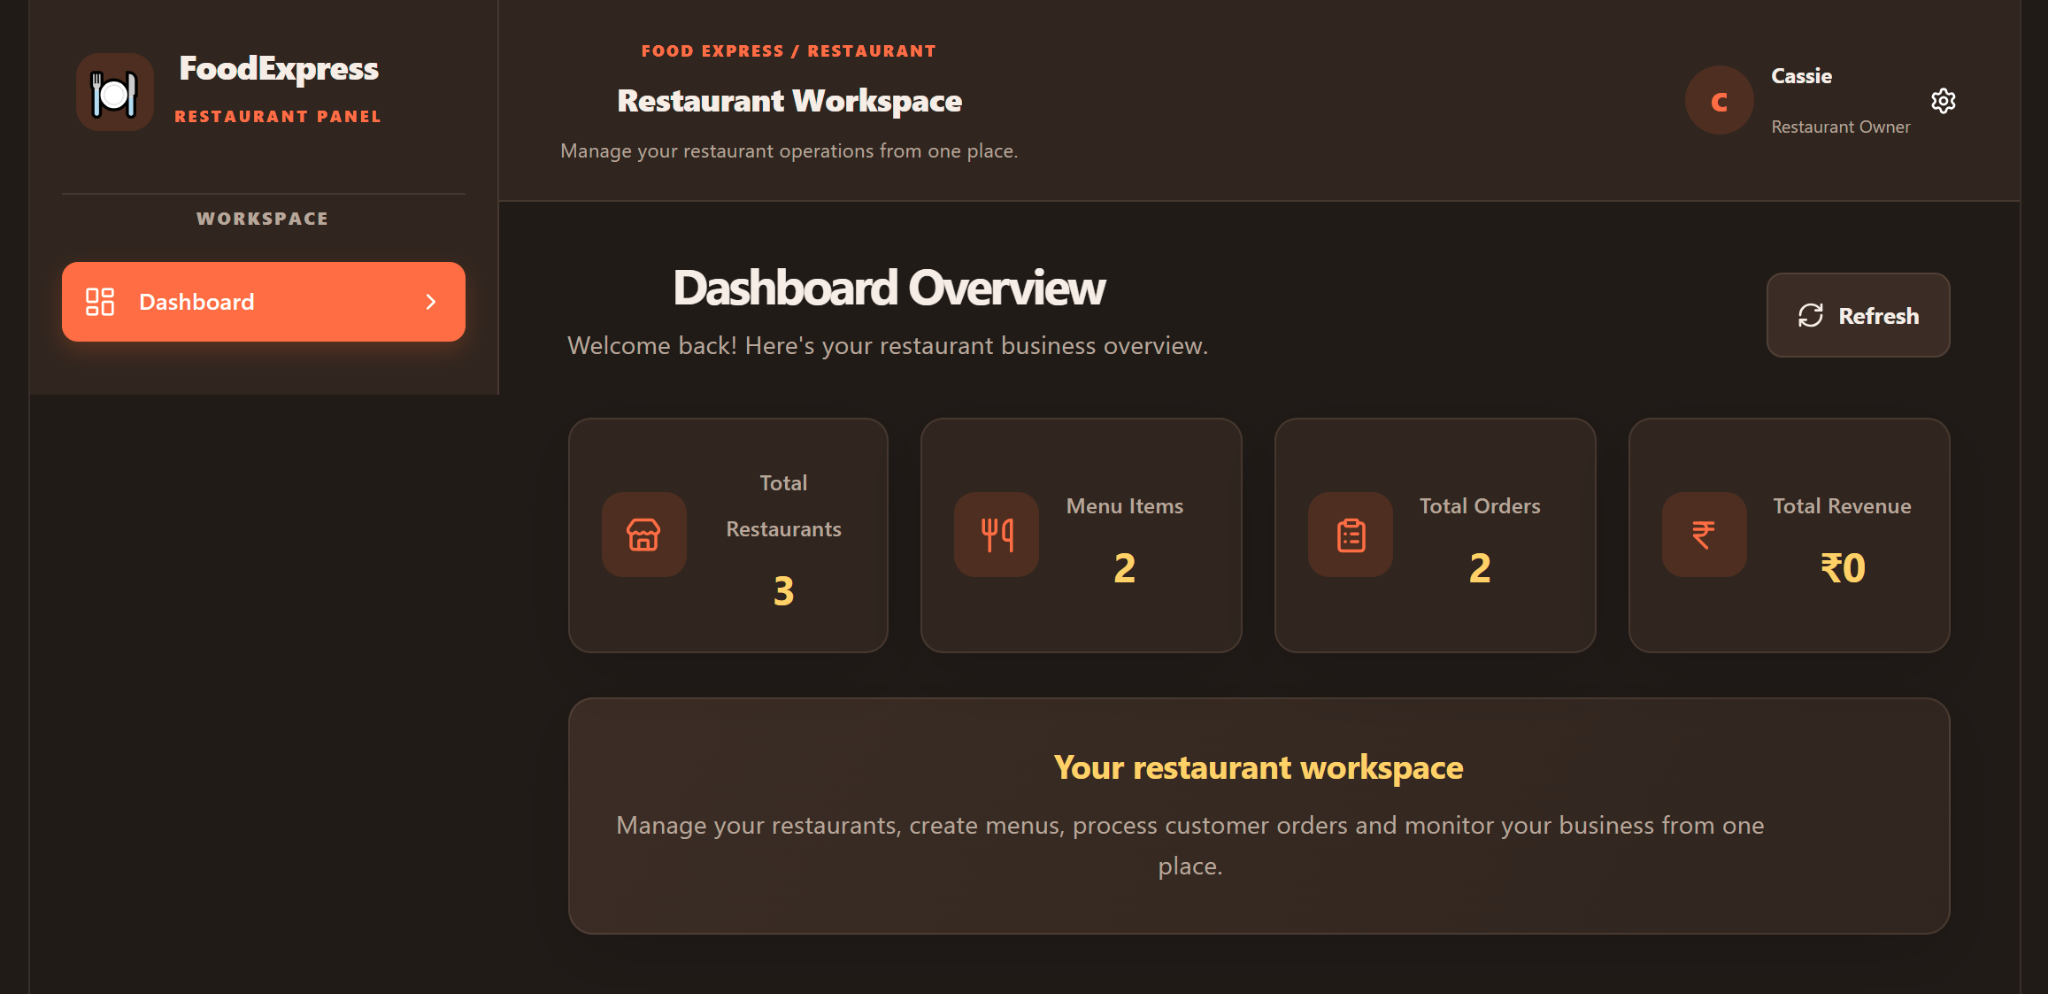 FoodExpress
RESTAURANT PANEL
WORKSPACE
Dashboard
FOOD EXPRESS / RESTAURANT
Restaurant Workspace
Manage your restaurant operations from one place.
C
Cassie
Restaurant Owner
Dashboard Overview
Welcome back! Here's your restaurant business overview.
Refresh
Total
Restaurants
3
Menu Items
2
Total Orders
2
₹
Total Revenue
₹0
Your restaurant workspace
Manage your restaurants, create menus, process customer orders and monitor your business from one
place.